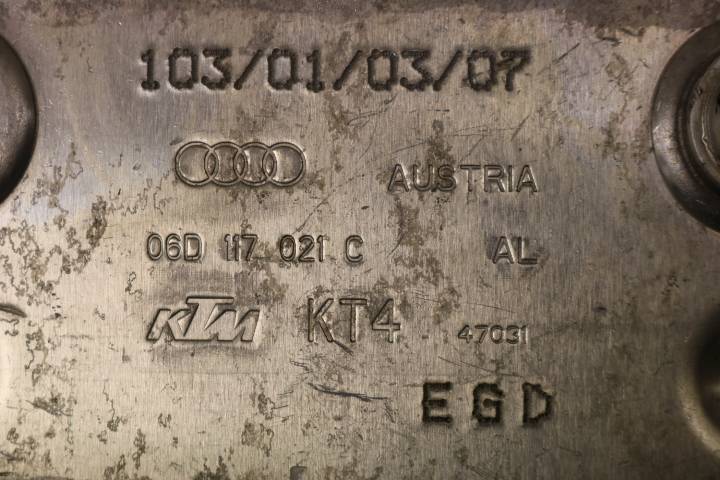 103/01/03/07
AUSTRIA
06D 117 021 C AL
KTM KT4 47031
EGD